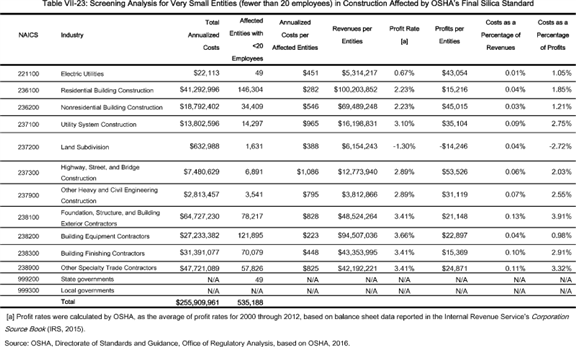 Table VII-23: Screening Analysis for Very Small Entities (fewer than 20 employees) in Construction Affected by OSHA's Final Silica Standard
NAICS Industry Total Annualized Costs Affected Entities with <20 Employees Annualized Costs per Affected Entities Revenues per Entities Profit Rate [a] Profits per Entities Costs as a Percentage of Revenues Costs as a Percentage of Profits
221100 Electric Utilities $22,113 49 $451 $5,314,217 0.67% $43,054 0.01% 1.05%
236100 Residential Building Construction $41,292,996 146,304 $282 $100,203,852 2.23% $15,216 0.04% 1.85%
236200 Nonresidential Building Construction $18,792,402 34,409 $546 $69,489,248 2.23% $45,015 0.03% 1.21%
237100 Utility System Construction $13,802,596 14,297 $965 $16,198,831 3.10% $35,104 0.09% 2.75%
237200 Land Subdivision $632,988 1,631 $388 $6,154,243 -1.30% -$14,246 0.04% -2.72%
237300 Highway, Street, and Bridge Construction $7,480,629 6,891 $1,086 $12,773,940 2.89% $53,526 0.06% 2.03%
237900 Other Heavy and Civil Engineering Construction $2,813,457 3,541 $795 $3,812,866 2.89% $31,119 0.07% 2.55%
238100 Foundation, Structure, and Building Exterior Contractors $64,727,230 78,217 $828 $48,524,264 3.41% $21,148 0.13% 3.91%
238200 Building Equipment Contractors $27,233,382 121,895 $223 $94,507,036 3.66% $22,897 0.04% 0.98%
238300 Building Finishing Contractors $31,391,077 70,079 $448 $43,353,995 3.41% $15,369 0.10% 2.91%
238900 Other Specialty Trade Contractors $47,721,089 57,826 $825 $42,192,221 3.41% $24,871 0.11% 3.32%
999200 State governments N/A 49 N/A N/A N/A N/A N/A N/A
999300 Local governments N/A N/A N/A N/A N/A N/A N/A N/A
Total $255,909,961 535,188
[a] Profit rates were calculated by OSHA, as the average of profit rates for 2000 through 2012, based on balance sheet data reported in the Internal Revenue Service's Corporation
Source Book (IRS, 2015).
Source: OSHA, Directorate of Standards and Guidance, Office of Regulatory Analysis, based on OSHA, 2016.